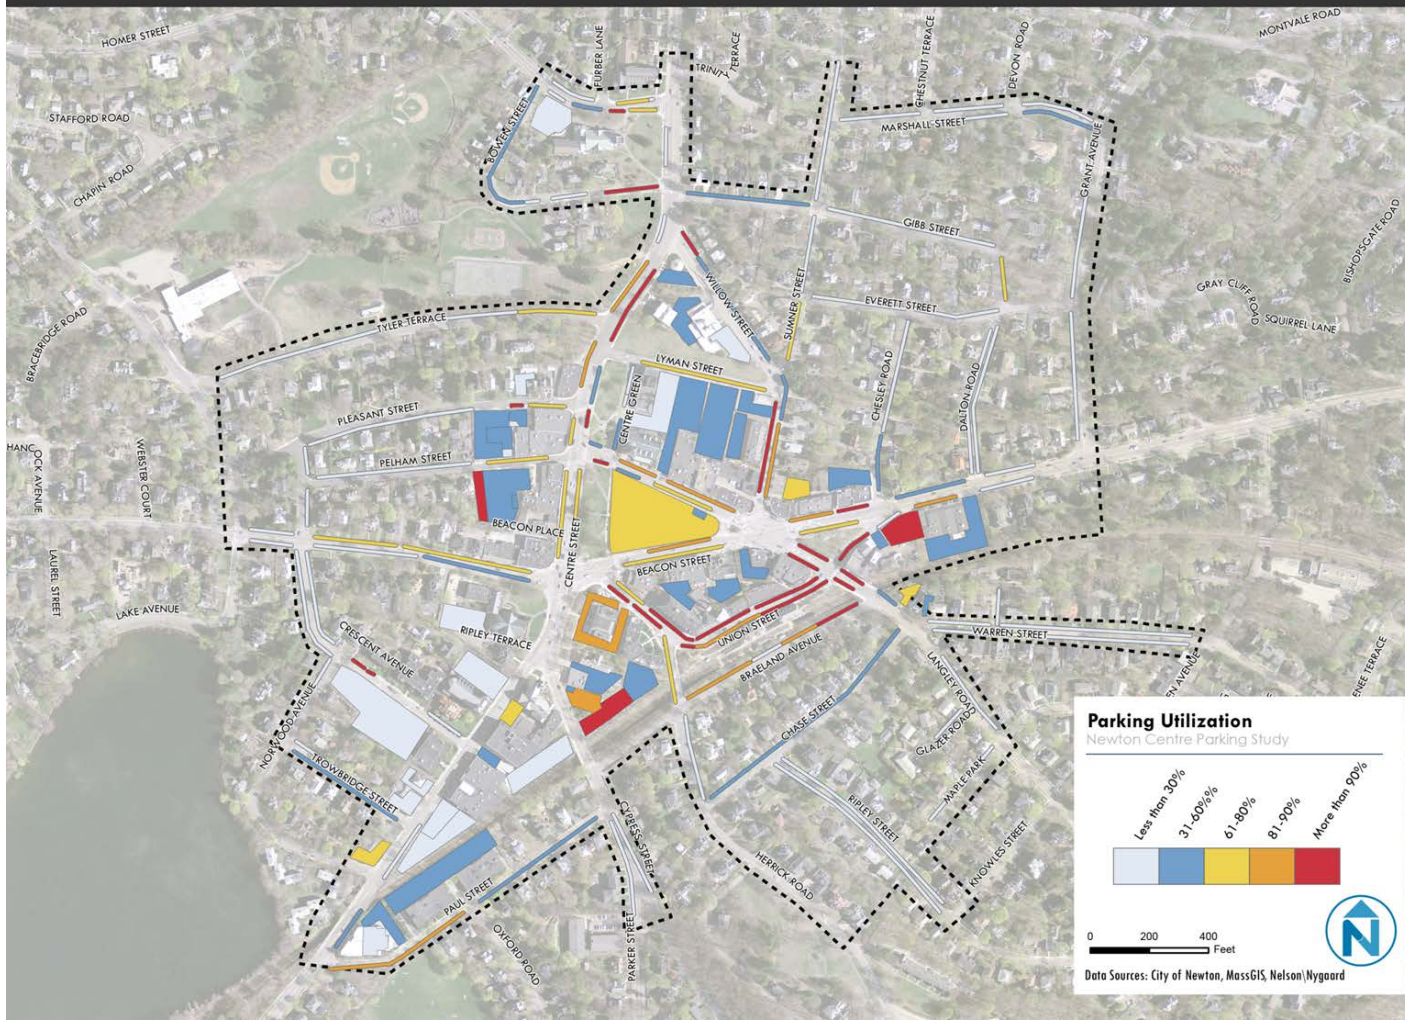 HOMER STREET
FURBER LANE
TRINITY TERRACE
CHESTNUT TERRACE
DEVON ROAD
MONTVALE ROAD
STAFFORD ROAD
BOWEN STREET
MARSHALL STREET
CHAPIN ROAD
GRANT AVENUE
GIBB STREET
BISHOPSGATE ROAD
WILLOW STREET
SUMNER STREET
EVERETT STREET
GRAY CLIFF ROAD
SQUIRREL LANE
BRACEBRIDGE ROAD
TYLER TERRACE
LYMAN STREET
CHESLEY ROAD
DALTON ROAD
CENTRE GREEN
PLEASANT STREET
PELHAM STREET
HANC
OCK AVENUE
WEBSTER COURT
BEACON PLACE
CENTRE STREET
BEACON STREET
LAUREL STREET
LAKE AVENUE
CRESCENT AVENUE
RIPLEY TERRACE
UNION STREET
BRAELAND AVENUE
WARREN STREET
LANGLEY ROAD
EN AVENUE
ENEE TERRACE
NORWOOD AVENUE
CHASE STREET
GLAZER ROAD
MAPLE PARK
TROWBRIDGE STREET
CYPRESS STREET
RIPLEY STREET
KNOWLES STREET
HERRICK ROAD
PAUL STREET
OXFORD ROAD
PARKER STREET
Parking Utilization
Newton Centre Parking Study
Less than 30%
31-60%%
61-80%
81-90%
More than 90%
0 200 400
Feet
N
Data Sources: City of Newton, MassGIS, Nelson\Nygaard